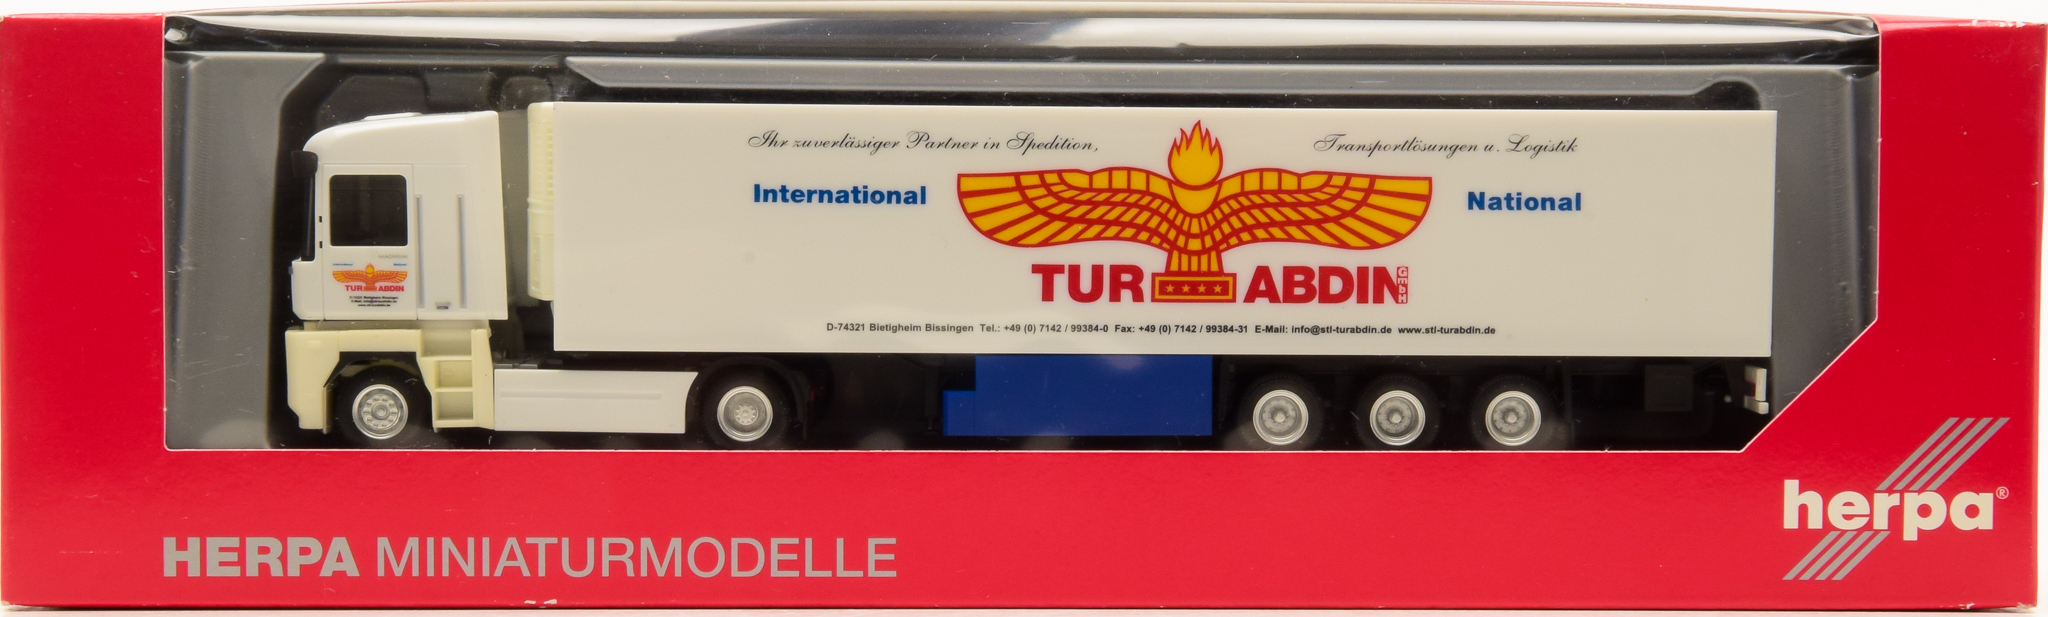 Ihr zuverlässiger Partner in Spedition, Transportlösungen u. Logistik
International National
TUR ABDIN GmbH
D-74321 Bietigheim Bissingen Tel.: +49 (0) 7142 / 99384-0 Fax: +49 (0) 7142 / 99384-31 E-Mail: info@stl-turabdin.de www.stl-turabdin.de
TUR ABDIN
herpa®
HERPA MINIATURMODELLE